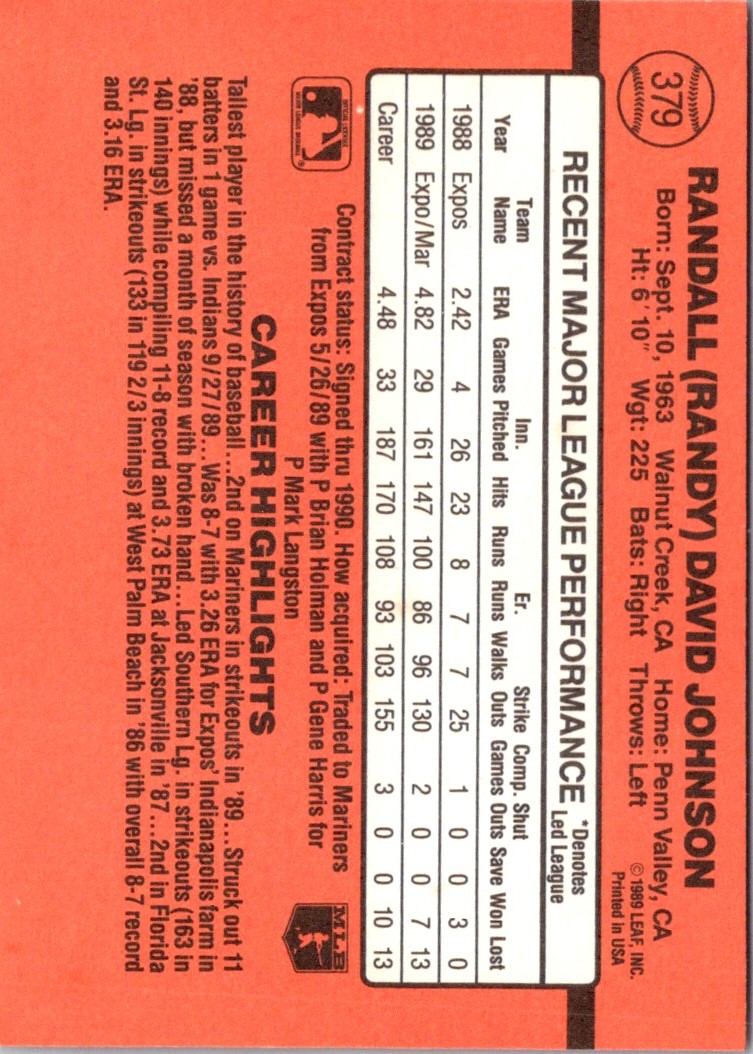 379
RANDALL (RANDY) DAVID JOHNSON
Born: Sept. 10, 1963 Walnut Creek, CA Home: Penn Valley, CA
Ht: 6'10" Wgt: 225 Bats: Right Throws: Left
©1989 LEAF, INC.
Printed in USA
RECENT MAJOR LEAGUE PERFORMANCE *Denotes
Led League
Team Inn. Er. Strike Comp. Shut
Year Name ERA Games Pitched Hits Runs Runs Walks Outs Games Outs Save Won Lost
1988 Expos 2.42 4 26 23 8 7 7 25 1 0 0 3 0
1989 Expo/Mar 4.82 29 161 147 100 86 96 130 2 0 0 7 13
Career 4.48 33 187 170 108 93 103 155 3 0 0 10 13
Contract status: Signed thru 1990. How acquired: Traded to Mariners
from Expos 5/26/89 with P Brian Holman and P Gene Harris for
P Mark Langston
MLB
CAREER HIGHLIGHTS
Tallest player in the history of baseball...2nd on Mariners in strikeouts in '89...Struck out 11
batters in 1 game vs. Indians 9/27/89...Was 8-7 with 3.26 ERA for Expos' Indianapolis farm in
'88, but missed a month of season with broken hand...Led Southern Lg. in strikeouts (163 in
140 innings) while compiling 11-8 record and 3.73 ERA at Jacksonville in '87...2nd in Florida
St. Lg. in strikeouts (133 in 119 2/3 innings) at West Palm Beach in '86 with overall 8-7 record
and 3.16 ERA.